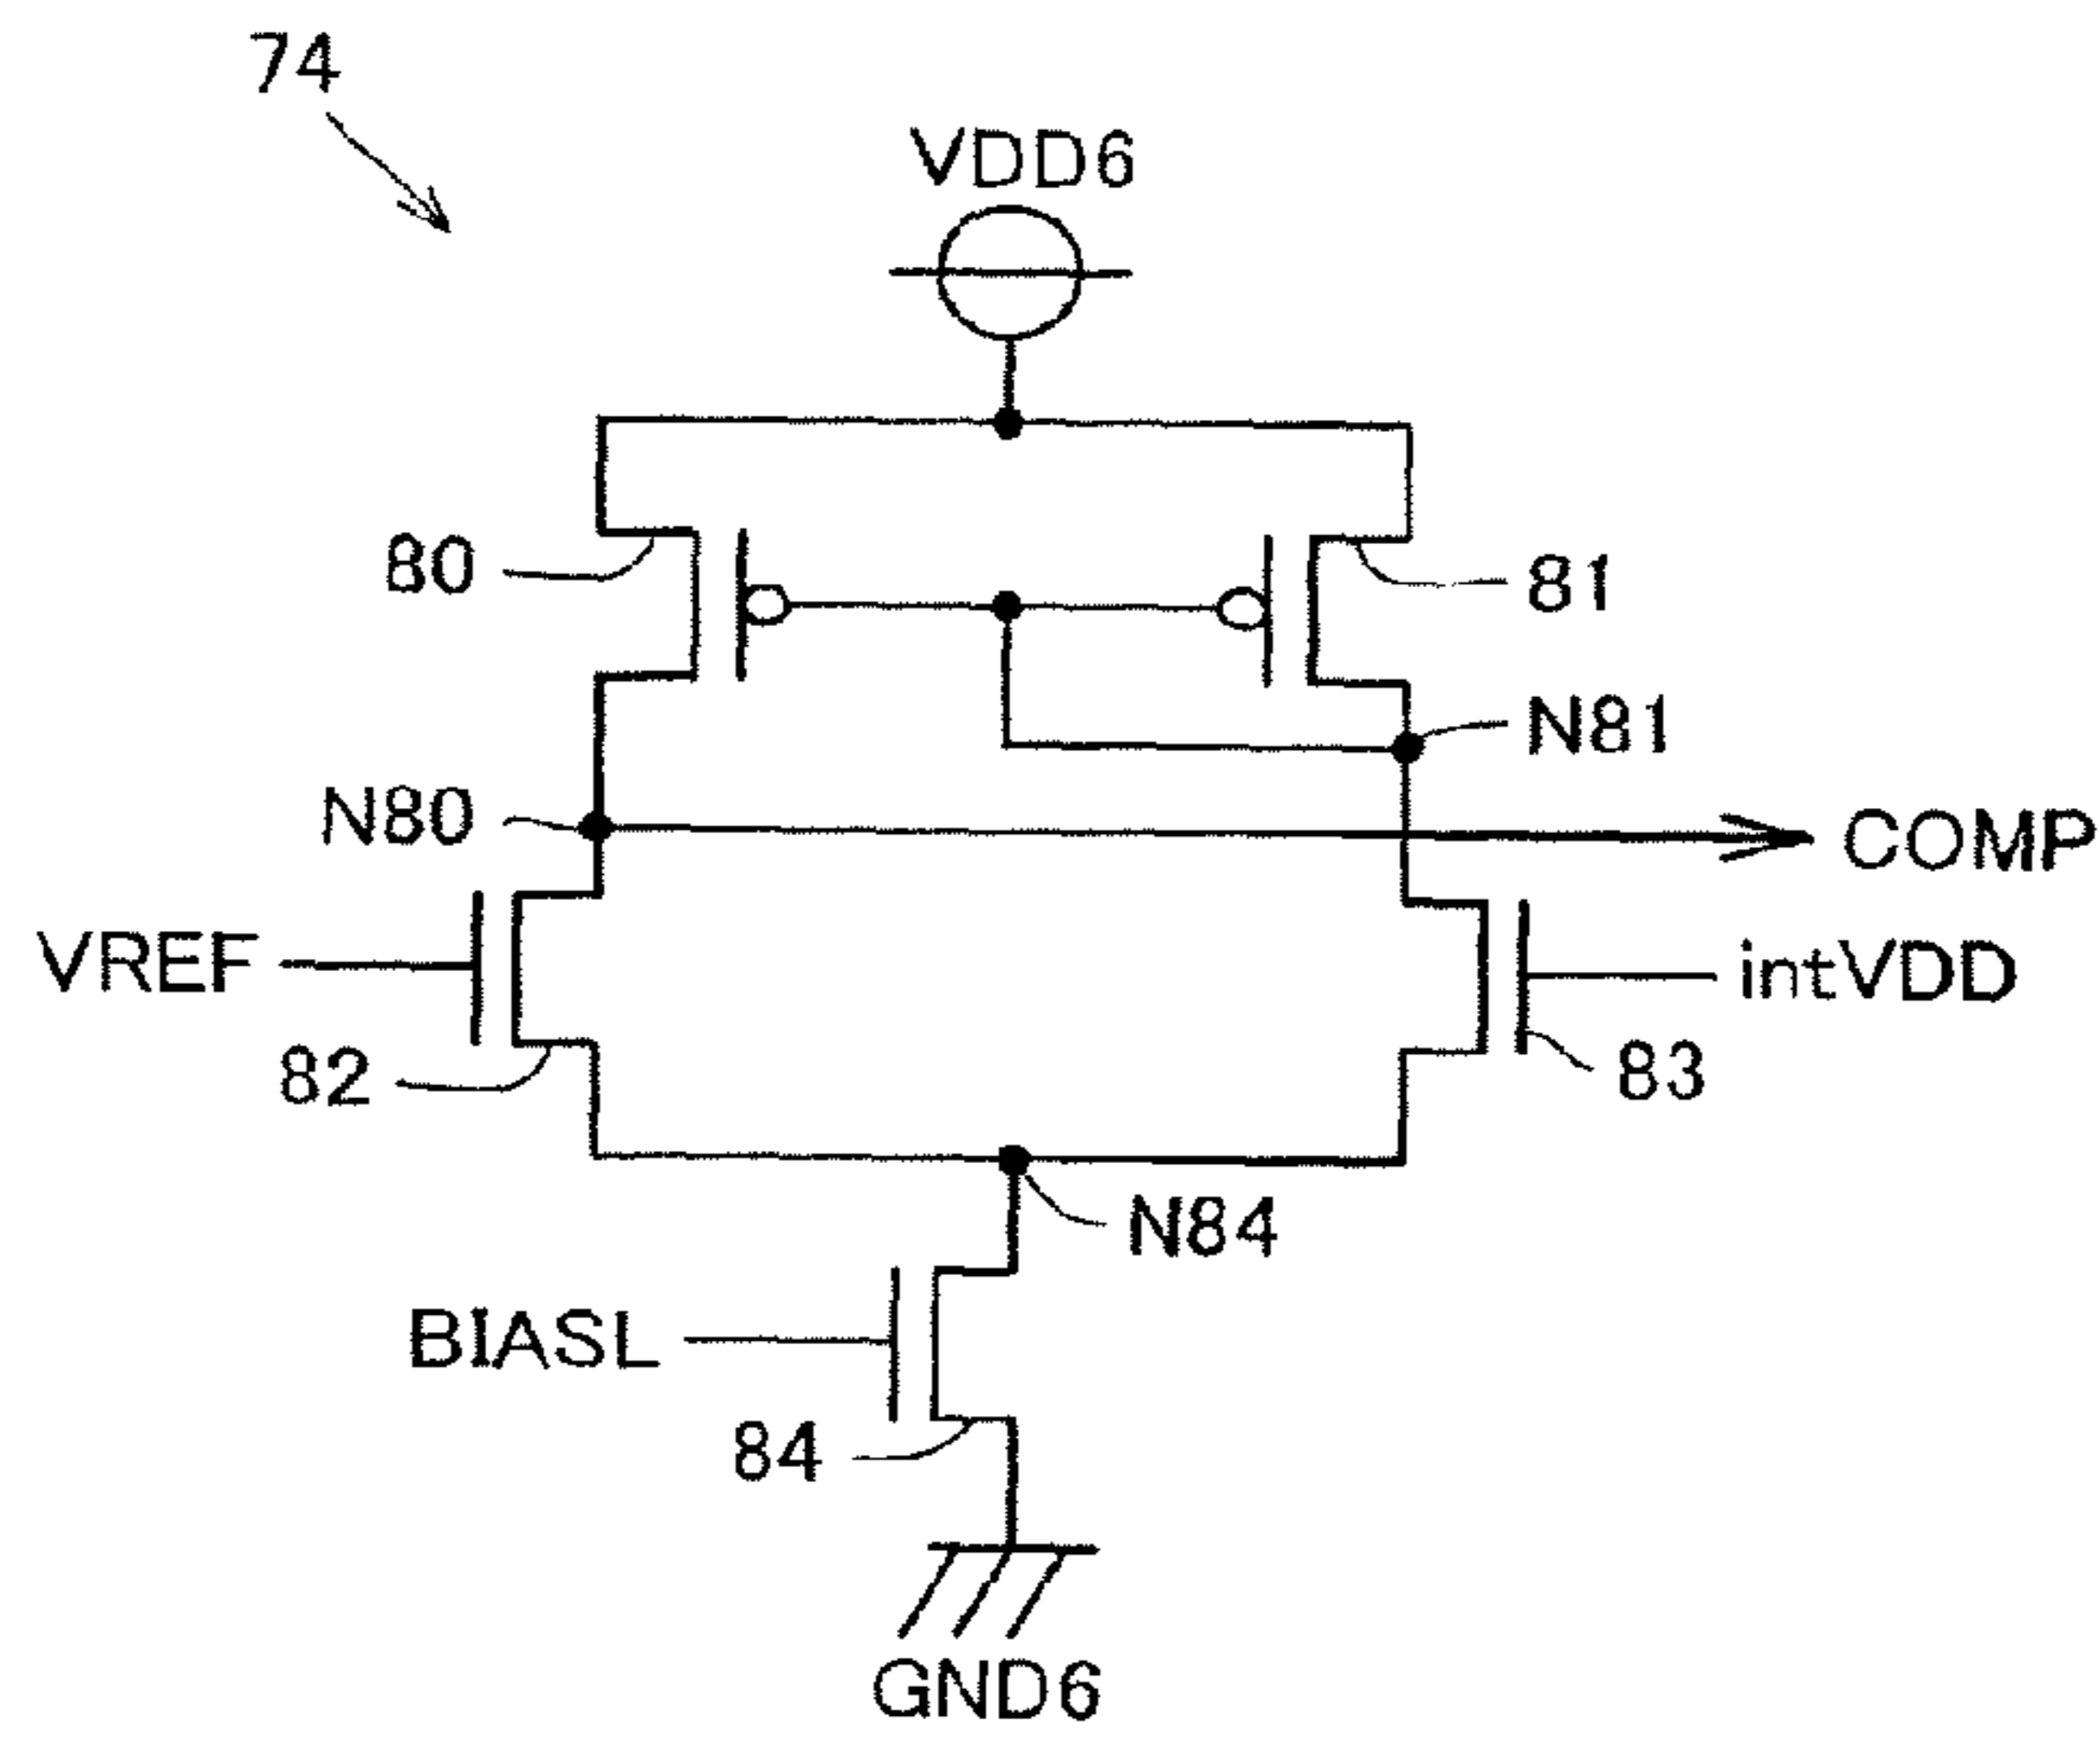 74
VDD6
80
81
N81
N80
COMP
VREF
intVDD
82
83
N84
BIASL
84
GND6